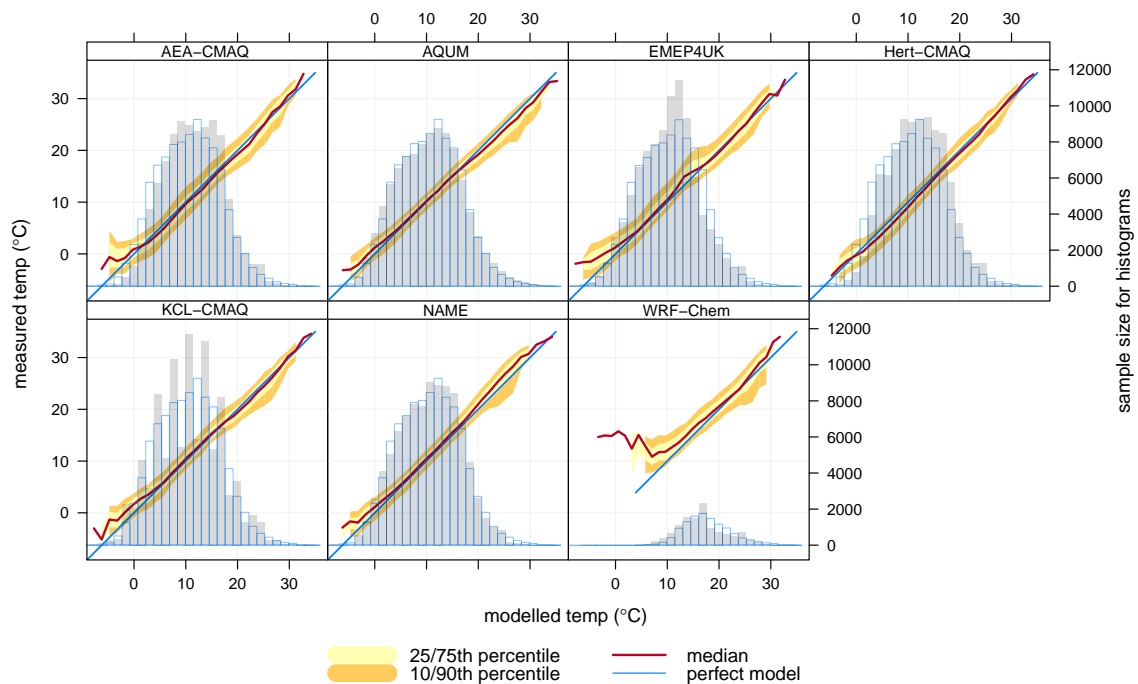 0 10 20 30 0 10 20 30
AEA−CMAQ AQUM EMEP4UK Hert−CMAQ
30
20
10
0
12000
10000
8000
6000
4000
2000
0
KCL−CMAQ NAME WRF−Chem
30
20
10
0
12000
10000
8000
6000
4000
2000
0
0 10 20 30 0 10 20 30
measured temp (°C)
sample size for histograms
modelled temp (°C)
25/75th percentile median
10/90th percentile perfect model